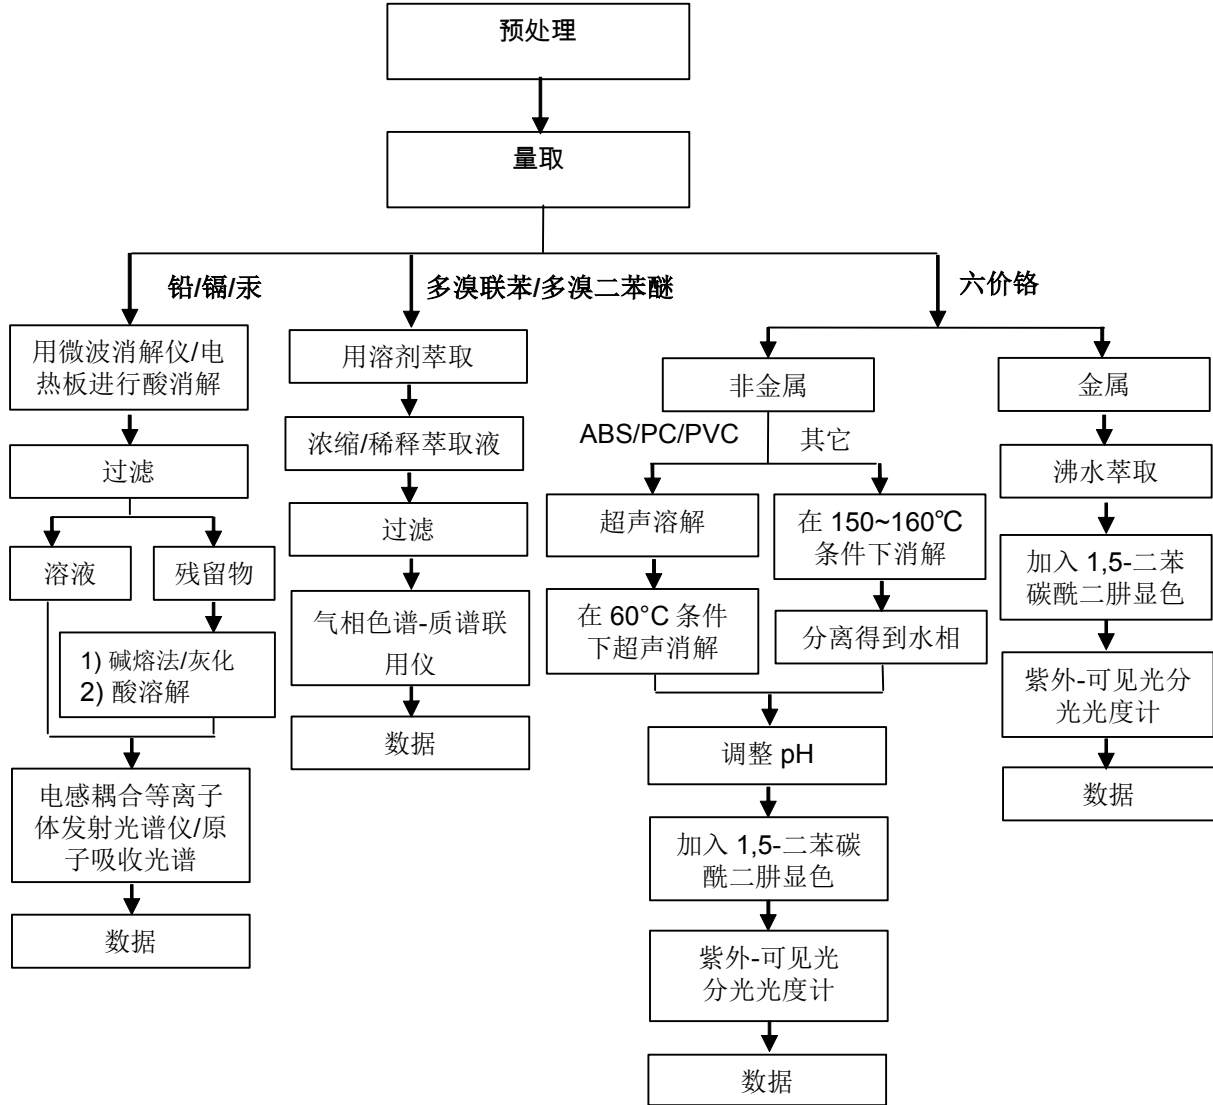 预处理
量取
铅/镉/汞
多溴联苯/多溴二苯醚
六价铬
用微波消解仪/电
热板进行酸消解
过滤
溶液
残留物
1) 碱熔法/灰化
2) 酸溶解
电感耦合等离子
体发射光谱仪/原
子吸收光谱
数据
用溶剂萃取
浓缩/稀释萃取液
过滤
气相色谱-质谱联
用仪
数据
非金属
ABS/PC/PVC
其它
超声溶解
在 60°C 条件
下超声消解
在 150~160℃
条件下消解
分离得到水相
调整 pH
加入 1,5-二苯碳
酰二肼显色
紫外-可见光
分光光度计
数据
金属
沸水萃取
加入 1,5-二苯
碳酰二肼显色
紫外-可见光分
光光度计
数据